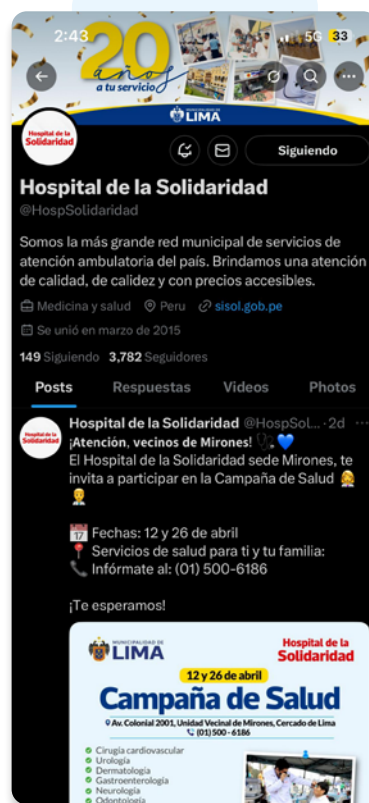 2:43
5G 33
20
años
a tu servicio
MUNICIPALIDAD DE
LIMA
Hospital de la
Solidaridad
Siguiendo
Hospital de la Solidaridad
@HospSolidaridad
Somos la más grande red municipal de servicios de
atención ambulatoria del país. Brindamos una atención
de calidad, de calidez y con precios accesibles.
Medicina y salud Peru sisol.gob.pe
Se unió en marzo de 2015
149 Siguiendo 3,782 Seguidores
Posts Respuestas Videos Photos
Hospital de la
Solidaridad
Hospital de la Solidaridad @HospSol... · 2d ···
¡Atención, vecinos de Mirones! 🩺💙
El Hospital de la Solidaridad sede Mirones, te
invita a participar en la Campaña de Salud 👩‍⚕️
👨‍⚕️
📅 Fechas: 12 y 26 de abril
📍 Servicios de salud para ti y tu familia:
📞 Infórmate al: (01) 500-6186
¡Te esperamos!
MUNICIPALIDAD DE
LIMA
Hospital de la
Solidaridad
12 y 26 de abril
Campaña de Salud
Av. Colonial 2001, Unidad Vecinal de Mirones, Cercado de Lima
(01) 500 - 6186
Cirugía cardiovascular
Urología
Dermatología
Gastroenterología
Neurología
Odontología